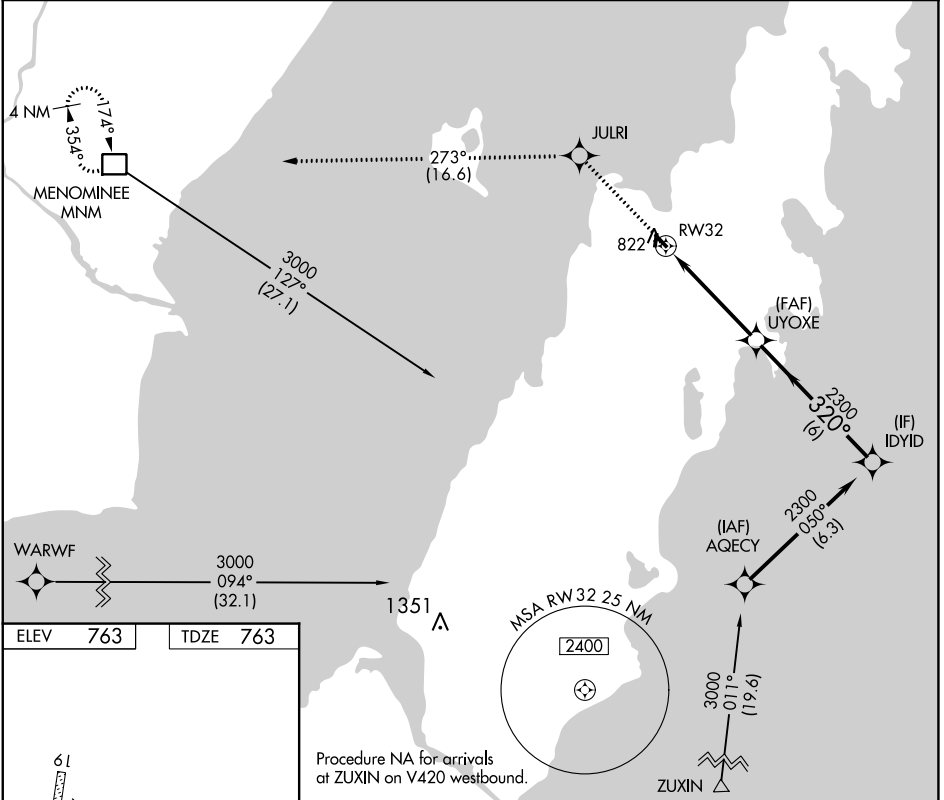 4 NM
174°
354°
MENOMINEE
MNM
3000
127°
(27.1)
273°
(16.6)
JULRI
822
RW32
(FAF)
UYOXE
2300
320°
(6)
(IF)
IDYID
2300
050°
(6.3)
(IAF)
AQECY
WARWF
3000
094°
(32.1)
1351
MSA RW32 25 NM
2400
3000
011°
(19.6)
ZUXIN
Procedure NA for arrivals
at ZUXIN on V420 westbound.
ELEV 763
TDZE 763
19